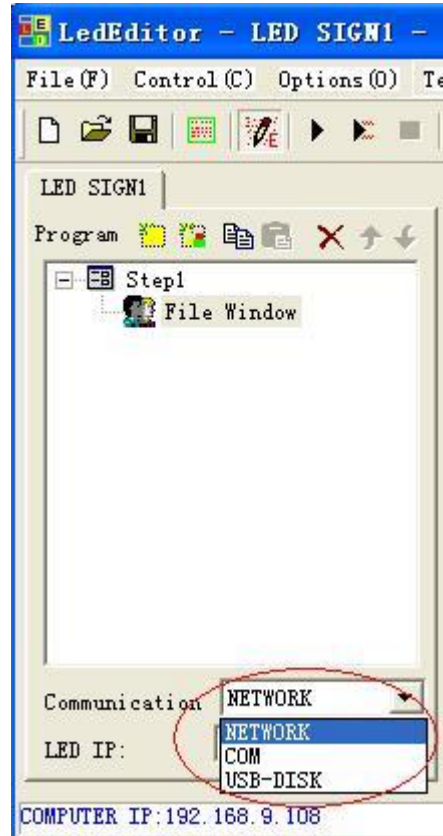 LedEditor - LED SIGN1 -
File(F) Control(C) Options(O) Te
LED SIGN1
Program
Step1
File Window
Communication NETWORK
NETWORK
LED IP:
COM
USB-DISK
COMPUTER IP:192.168.9.108